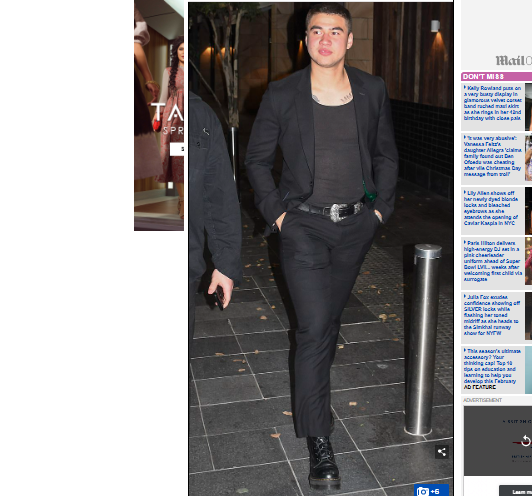 TA
SPR
Mail
DON'T MISS
Kelly Rowland puts on
a very busty display in
glamorous velvet corset
and ruched maxi skirt
as she rings in her 43rd
birthday with close pals
'It was very abusive':
Vanessa Feltz's
daughter Allegra 'claims
family found out Ben
Ofoedu was cheating
after vile Christmas Day
message from troll'
Lily Allen shows off
her newly dyed blonde
locks and bleached
eyebrows as she
attends the opening of
Caviar Kaspia in NYC
Paris Hilton delivers
high-energy DJ set in a
pink cheerleader
uniform ahead of Super
Bowl LVII... weeks after
welcoming first child via
surrogate
Julia Fox exudes
confidence showing off
SILVER locks while
flashing her toned
midriff as she heads to
the Simkhai runway
show for NYFW
This season's ultimate
accessory? Your
thinking cap! Top 10
tips on education and
learning to help you
develop this February
AD FEATURE
ADVERTISEMENT
+6
Learn m